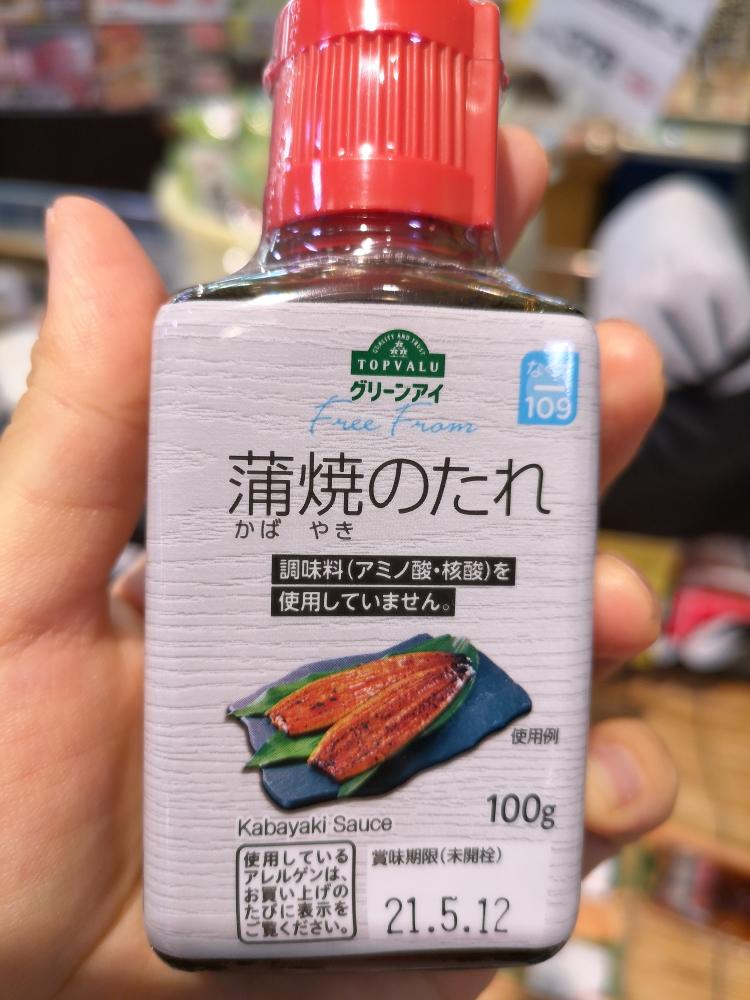 QUALITY AND TRUST
TOPVALU
グリーンアイ
Free From
109
蒲焼のたれ
かば やき
調味料(アミノ酸・核酸)を
使用していません。
使用例
100g
Kabayaki Sauce
使用している
アレルゲンは、
お買い上げの
たびに表示を
ご覧ください。
賞味期限(未開栓)
21.5.12